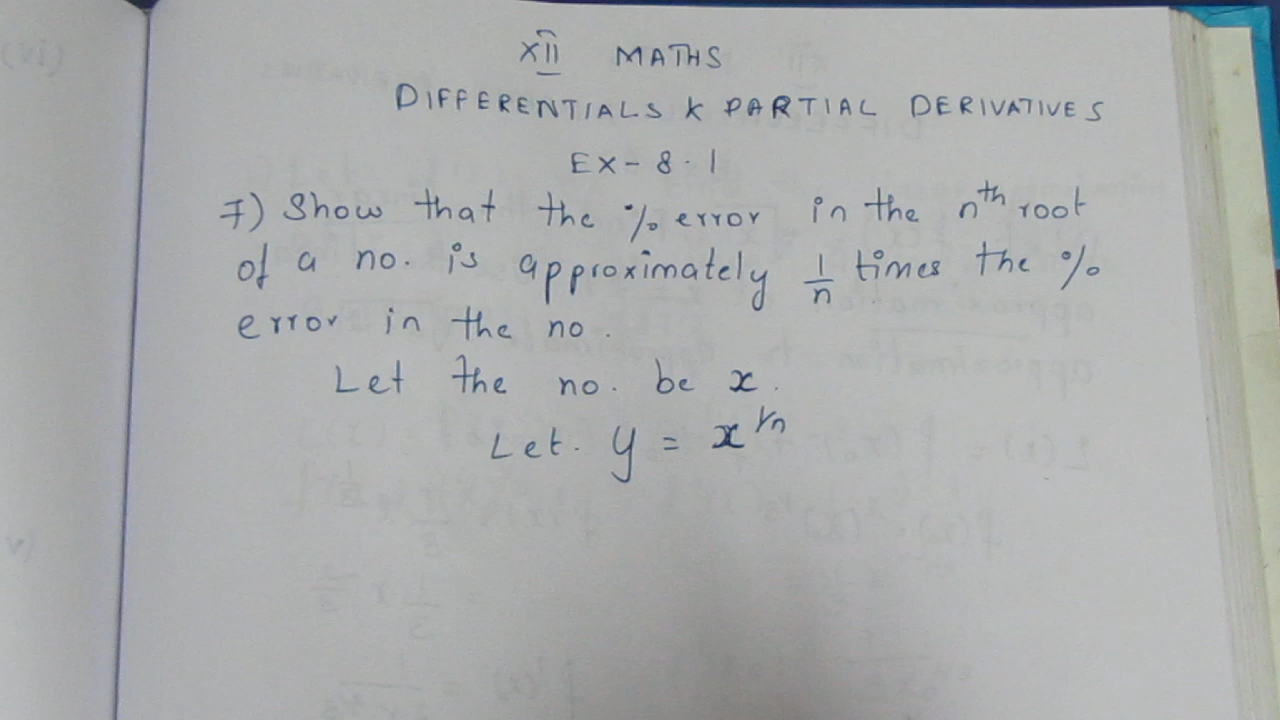 XII MATHS
DIFFERENTIALS & PARTIAL DERIVATIVES
EX - 8.1
7) Show that the % error in the nth root
of a no. is approximately 1/n times the %
error in the no.
Let the no. be x.
Let. y = x^1/n